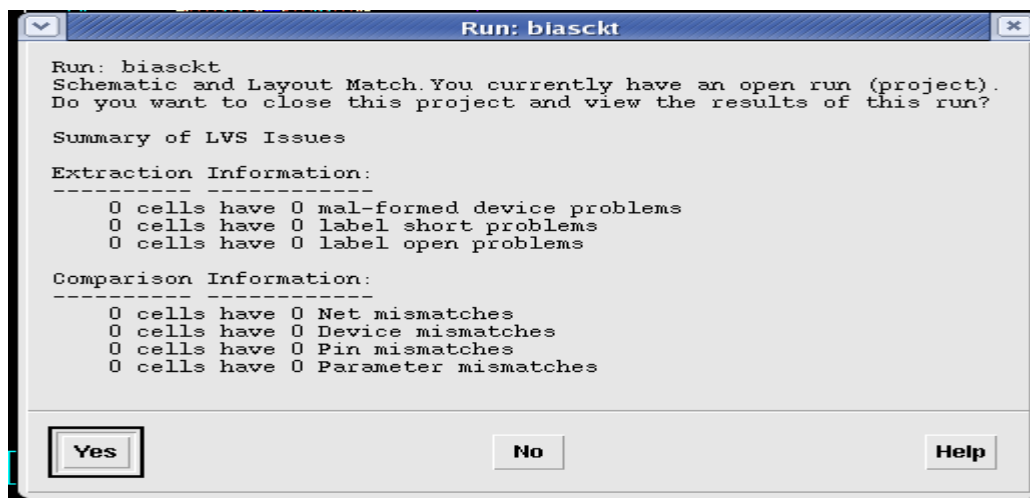 Run: biasckt
Run: biasckt
Schematic and Layout Match.You currently have an open run (project).
Do you want to close this project and view the results of this run?
Summary of LVS Issues
Extraction Information:
---------- ------------
0 cells have 0 mal-formed device problems
0 cells have 0 label short problems
0 cells have 0 label open problems
Comparison Information:
---------- ------------
0 cells have 0 Net mismatches
0 cells have 0 Device mismatches
0 cells have 0 Pin mismatches
0 cells have 0 Parameter mismatches
Yes No Help